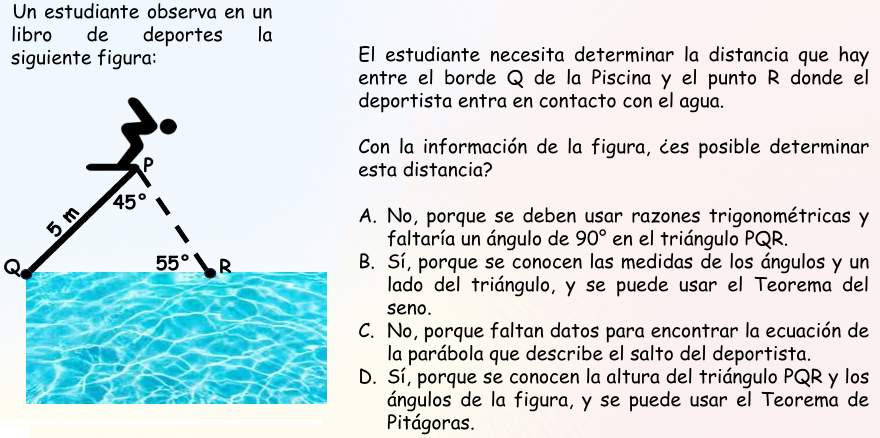 Un estudiante observa en un
libro de deportes la
siguiente figura:
P
45°
5 m
Q
55°
R
El estudiante necesita determinar la distancia que hay
entre el borde Q de la Piscina y el punto R donde el
deportista entra en contacto con el agua.
Con la información de la figura, ¿es posible determinar
esta distancia?
A. No, porque se deben usar razones trigonométricas y
faltaría un ángulo de 90° en el triángulo PQR.
B. Sí, porque se conocen las medidas de los ángulos y un
lado del triángulo, y se puede usar el Teorema del
seno.
C. No, porque faltan datos para encontrar la ecuación de
la parábola que describe el salto del deportista.
D. Sí, porque se conocen la altura del triángulo PQR y los
ángulos de la figura, y se puede usar el Teorema de
Pitágoras.